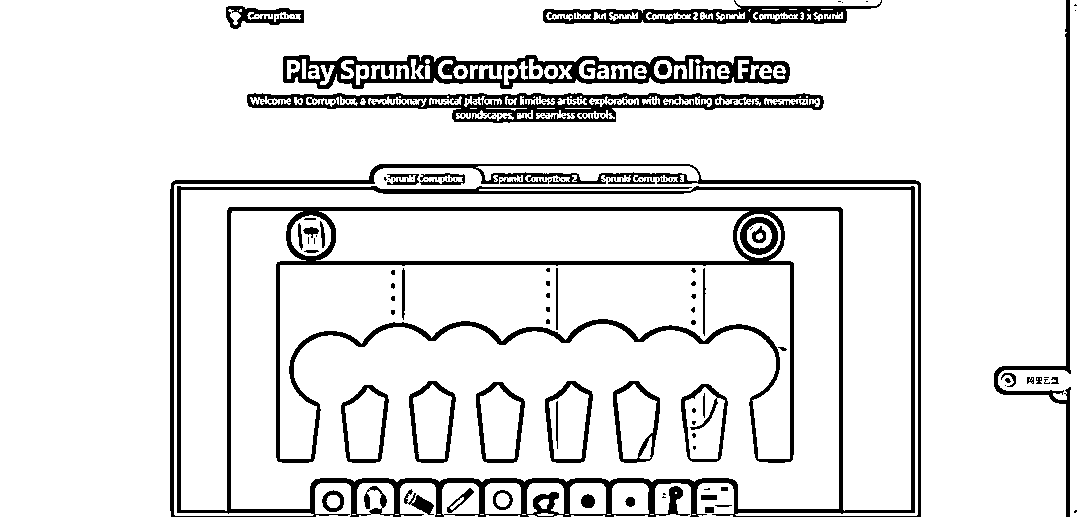 Corruptbox
Corruptbox But Sprunki Corruptbox 2 But Sprunki Corruptbox 3 x Sprunki
Play Sprunki Corruptbox Game Online Free
Welcome to Corruptbox, a revolutionary musical platform for limitless artistic exploration with enchanting characters, mesmerizing
soundscapes, and seamless controls.
Sprunki Corruptbox Sprunki Corruptbox 2 Sprunki Corruptbox 3